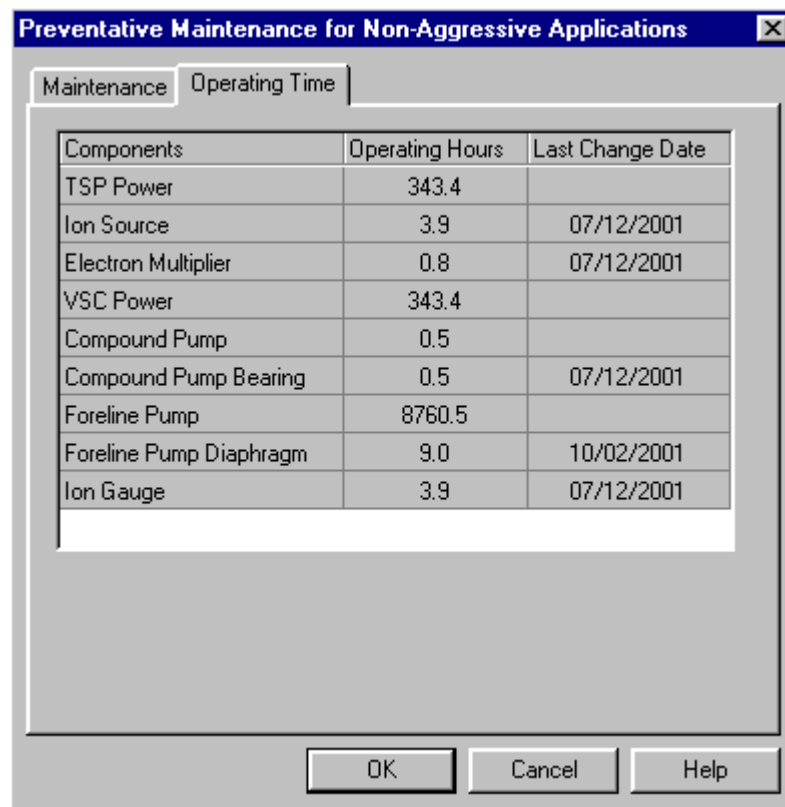 Preventative Maintenance for Non-Aggressive Applications
Maintenance Operating Time
Components Operating Hours Last Change Date
TSP Power 343.4
Ion Source 3.9 07/12/2001
Electron Multiplier 0.8 07/12/2001
VSC Power 343.4
Compound Pump 0.5
Compound Pump Bearing 0.5 07/12/2001
Foreline Pump 8760.5
Foreline Pump Diaphragm 9.0 10/02/2001
Ion Gauge 3.9 07/12/2001
OK Cancel Help